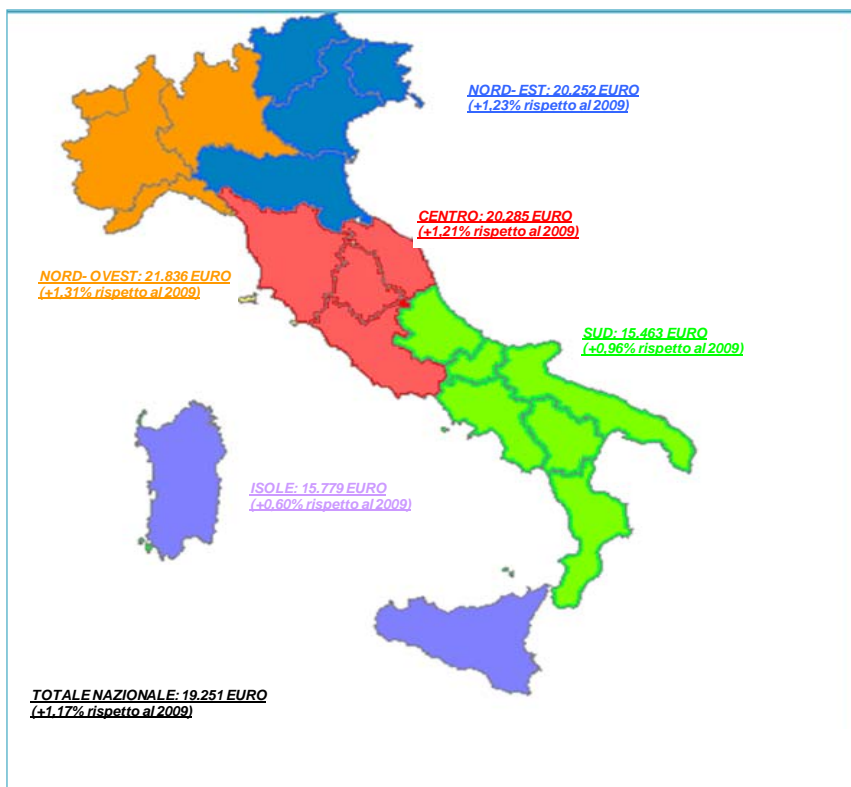 NORD- EST: 20.252 EURO
(+1,23% rispetto al 2009)
CENTRO: 20.285 EURO
(+1,21% rispetto al 2009)
NORD- OVEST: 21.836 EURO
(+1,31% rispetto al 2009)
SUD: 15.463 EURO
(+0,96% rispetto al 2009)
ISOLE: 15.779 EURO
(+0,60% rispetto al 2009)
TOTALE NAZIONALE: 19.251 EURO
(+1,17% rispetto al 2009)